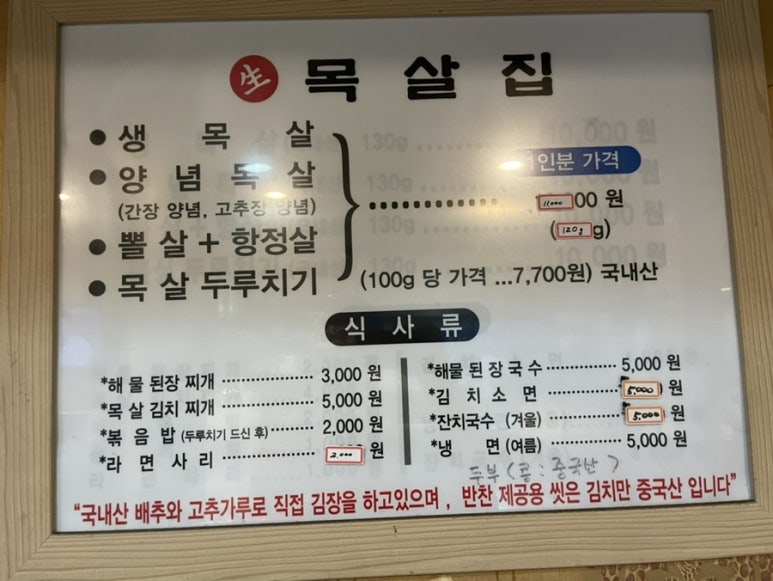 生 목살집
● 생 목 살
● 양 념 목 살
(간장 양념, 고추장 양념)
● 뽈 살 + 항정살
● 목 살 두루치기
1인분 가격
11,000 00 원
(120g g)
(100g 당 가격 ...7,700원) 국내산
식 사 류
*해 물 된장 찌개 3,000 원
*목 살 김치 찌개 5,000 원
*볶 음 밥 (두루치기 드신 후) 2,000 원
*라 면 사 리 2,000 원
*해물 된 장 국 수 5,000 원
*김 치 소 면 5,000 원
*잔치국수 (겨울) 5,000 원
*냉 면 (여름) 5,000 원
두부 (콩 : 중국산)
“국내산 배추와 고추가루로 직접 김장을 하고있으며, 반찬 제공용 씻은 김치만 중국산 입니다”